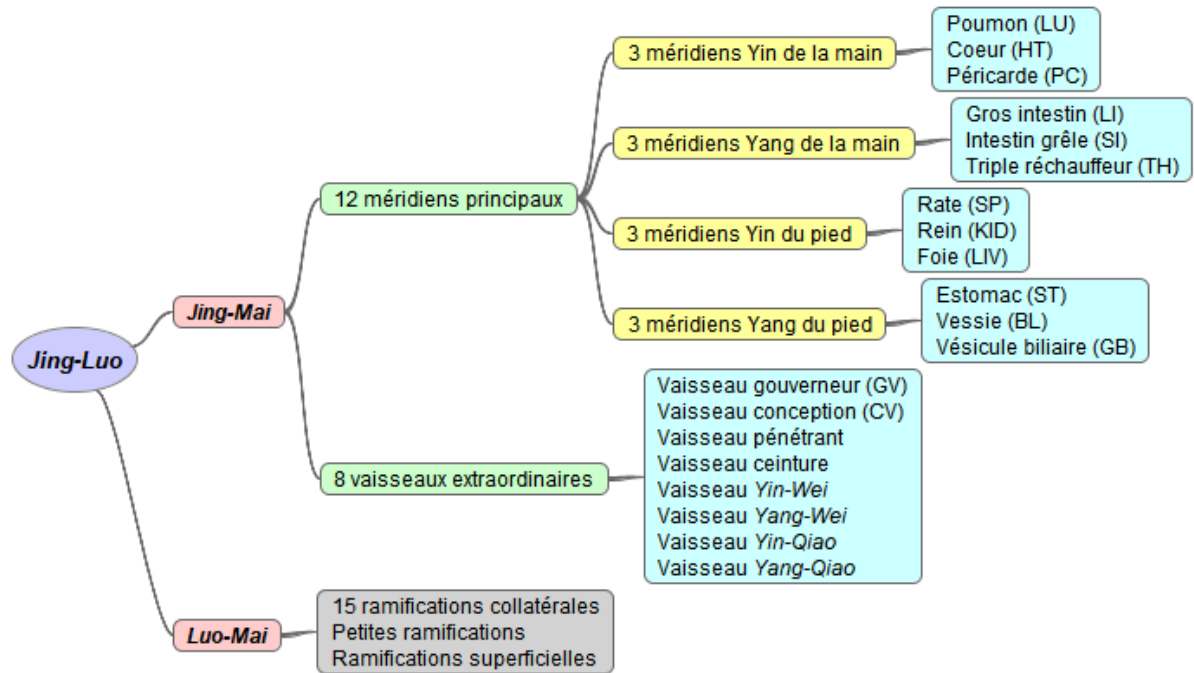 Jing-Luo
Jing-Mai
12 méridiens principaux
3 méridiens Yin de la main
Poumon (LU)
Coeur (HT)
Péricarde (PC)
3 méridiens Yang de la main
Gros intestin (LI)
Intestin grêle (SI)
Triple réchauffeur (TH)
3 méridiens Yin du pied
Rate (SP)
Rein (KID)
Foie (LIV)
3 méridiens Yang du pied
Estomac (ST)
Vessie (BL)
Vésicule biliaire (GB)
8 vaisseaux extraordinaires
Vaisseau gouverneur (GV)
Vaisseau conception (CV)
Vaisseau pénétrant
Vaisseau ceinture
Vaisseau Yin-Wei
Vaisseau Yang-Wei
Vaisseau Yin-Qiao
Vaisseau Yang-Qiao
Luo-Mai
15 ramifications collatérales
Petites ramifications
Ramifications superficielles